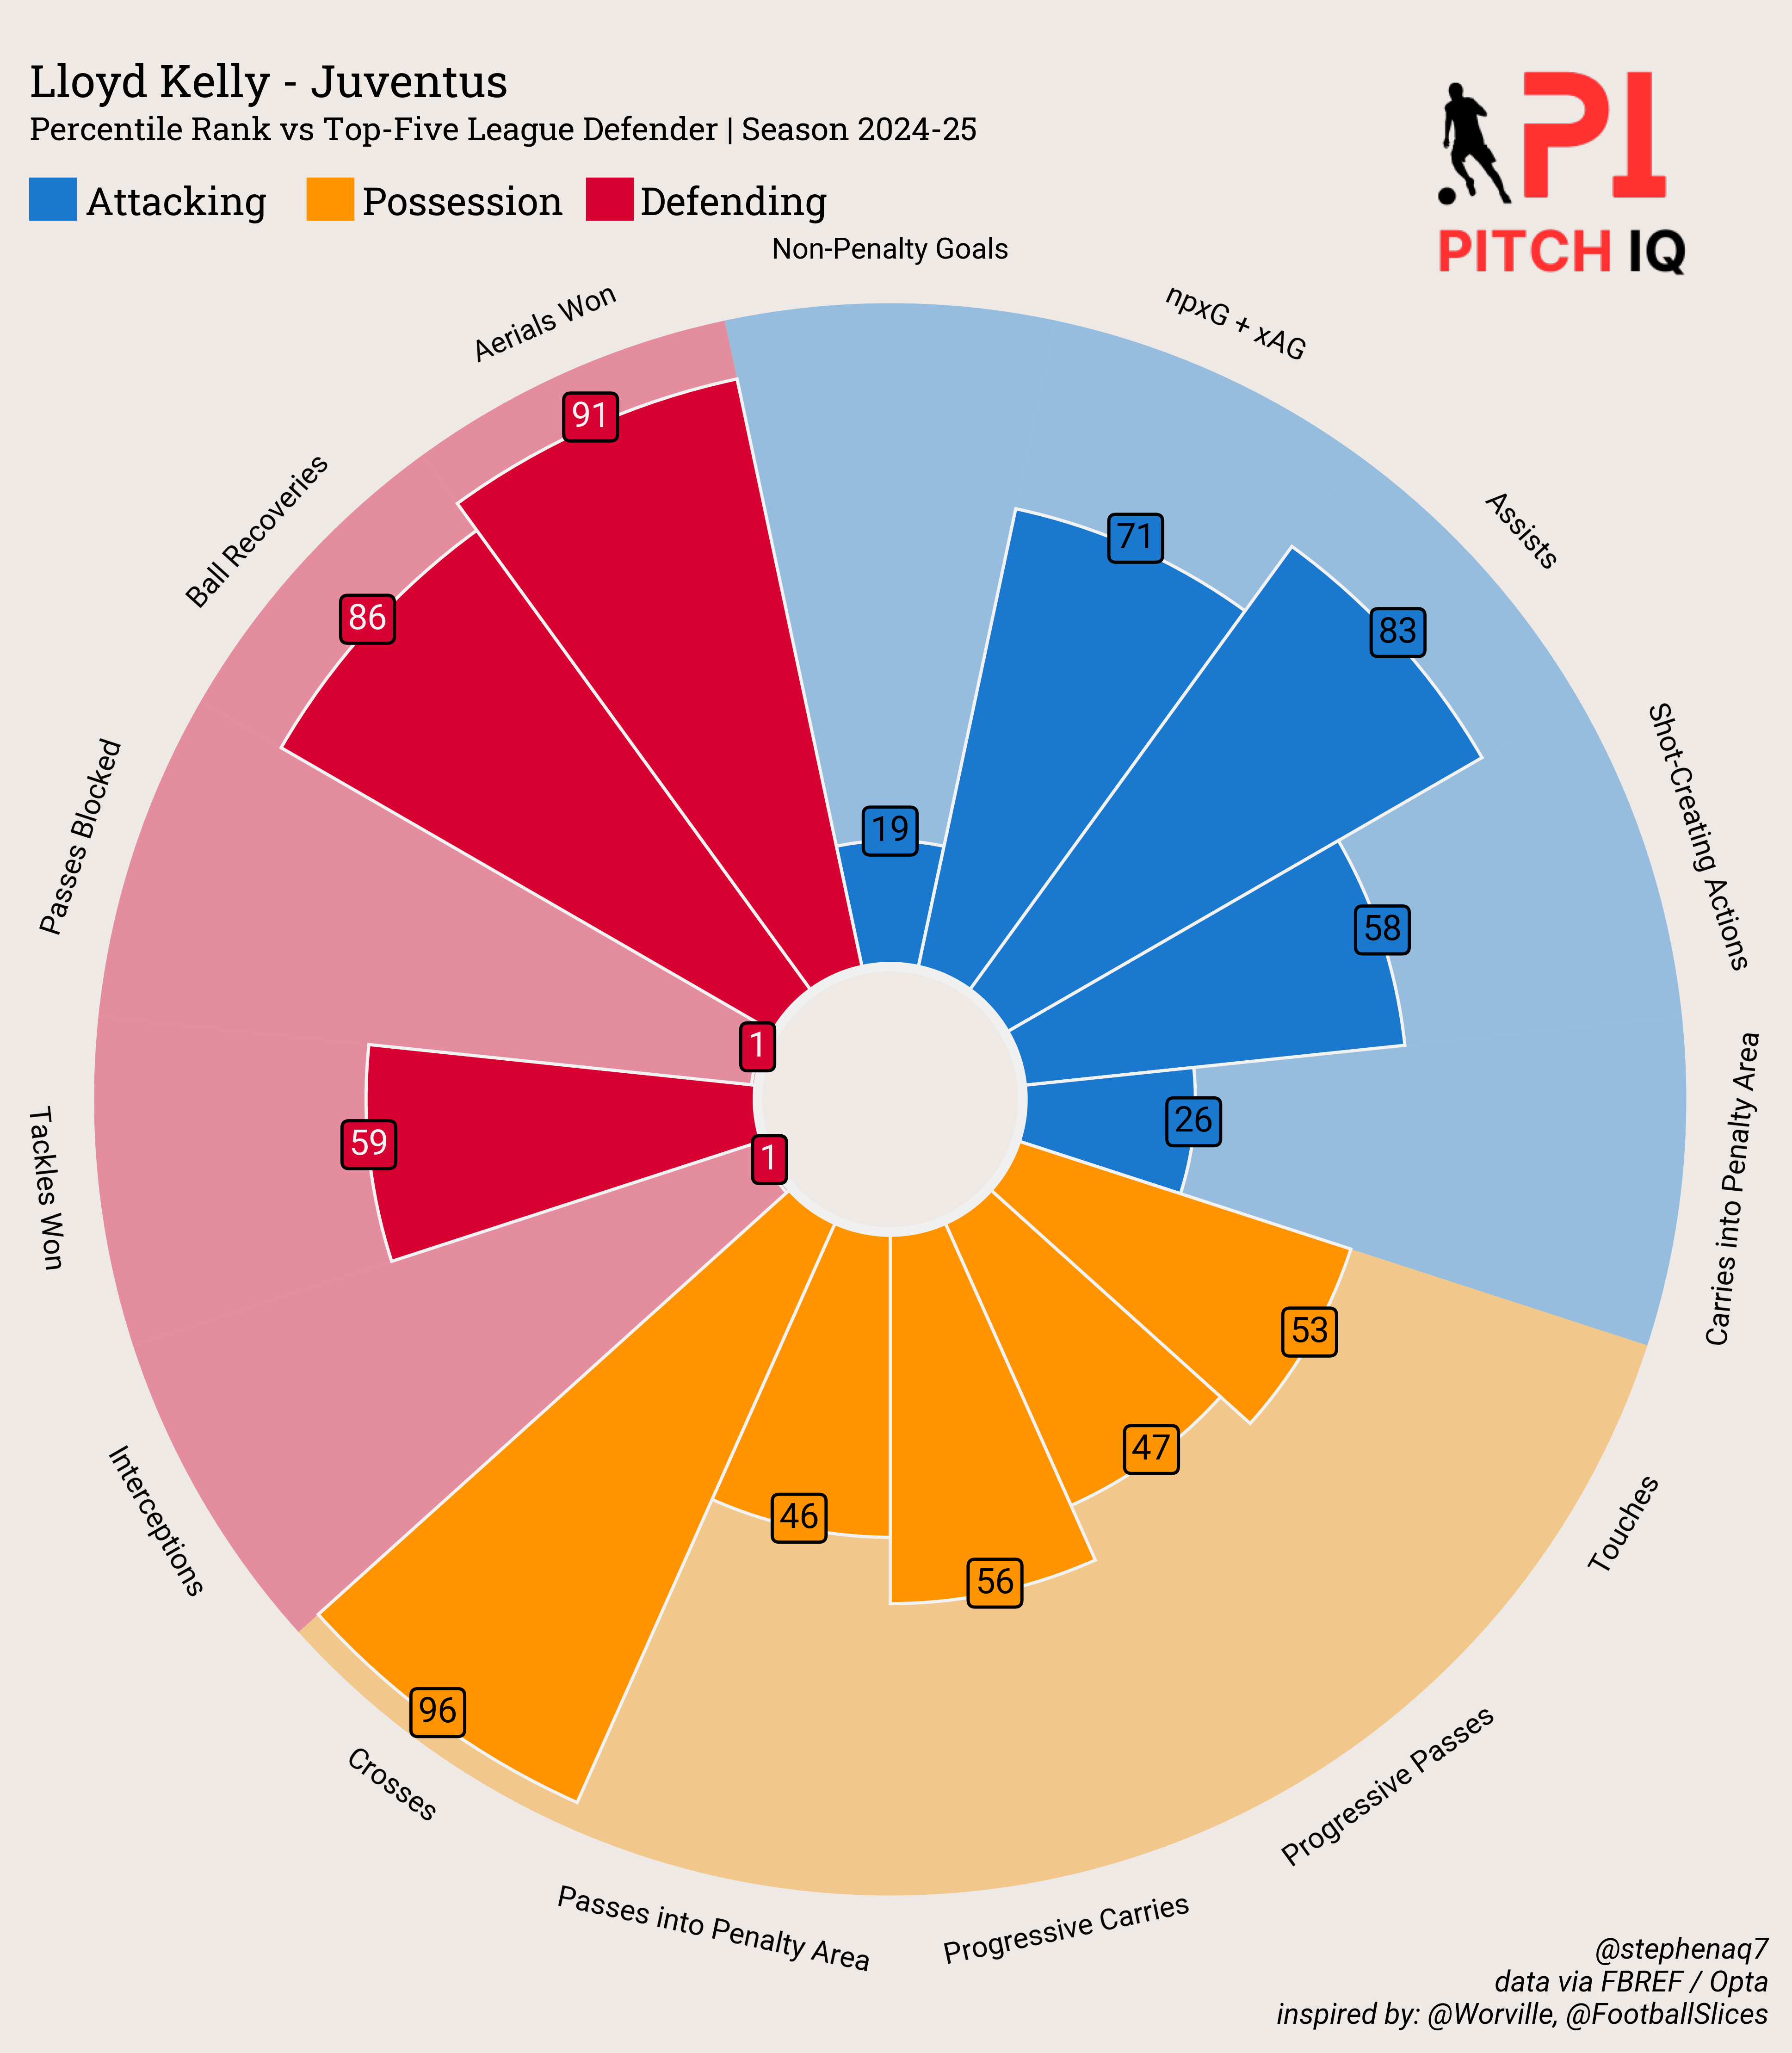 Lloyd Kelly - Juventus
Percentile Rank vs Top-Five League Defender | Season 2024-25
Attacking
Possession
Defending
PI
PITCH IQ
Non-Penalty Goals
npxG + xAG
Assists
Shot-Creating Actions
Carries into Penalty Area
Touches
Progressive Passes
Progressive Carries
Passes into Penalty Area
Crosses
Interceptions
Tackles Won
Passes Blocked
Ball Recoveries
Aerials Won
19
71
83
58
26
53
47
56
46
96
1
59
1
86
91
@stephenaq7
data via FBREF / Opta
inspired by: @Worville, @FootballSlices